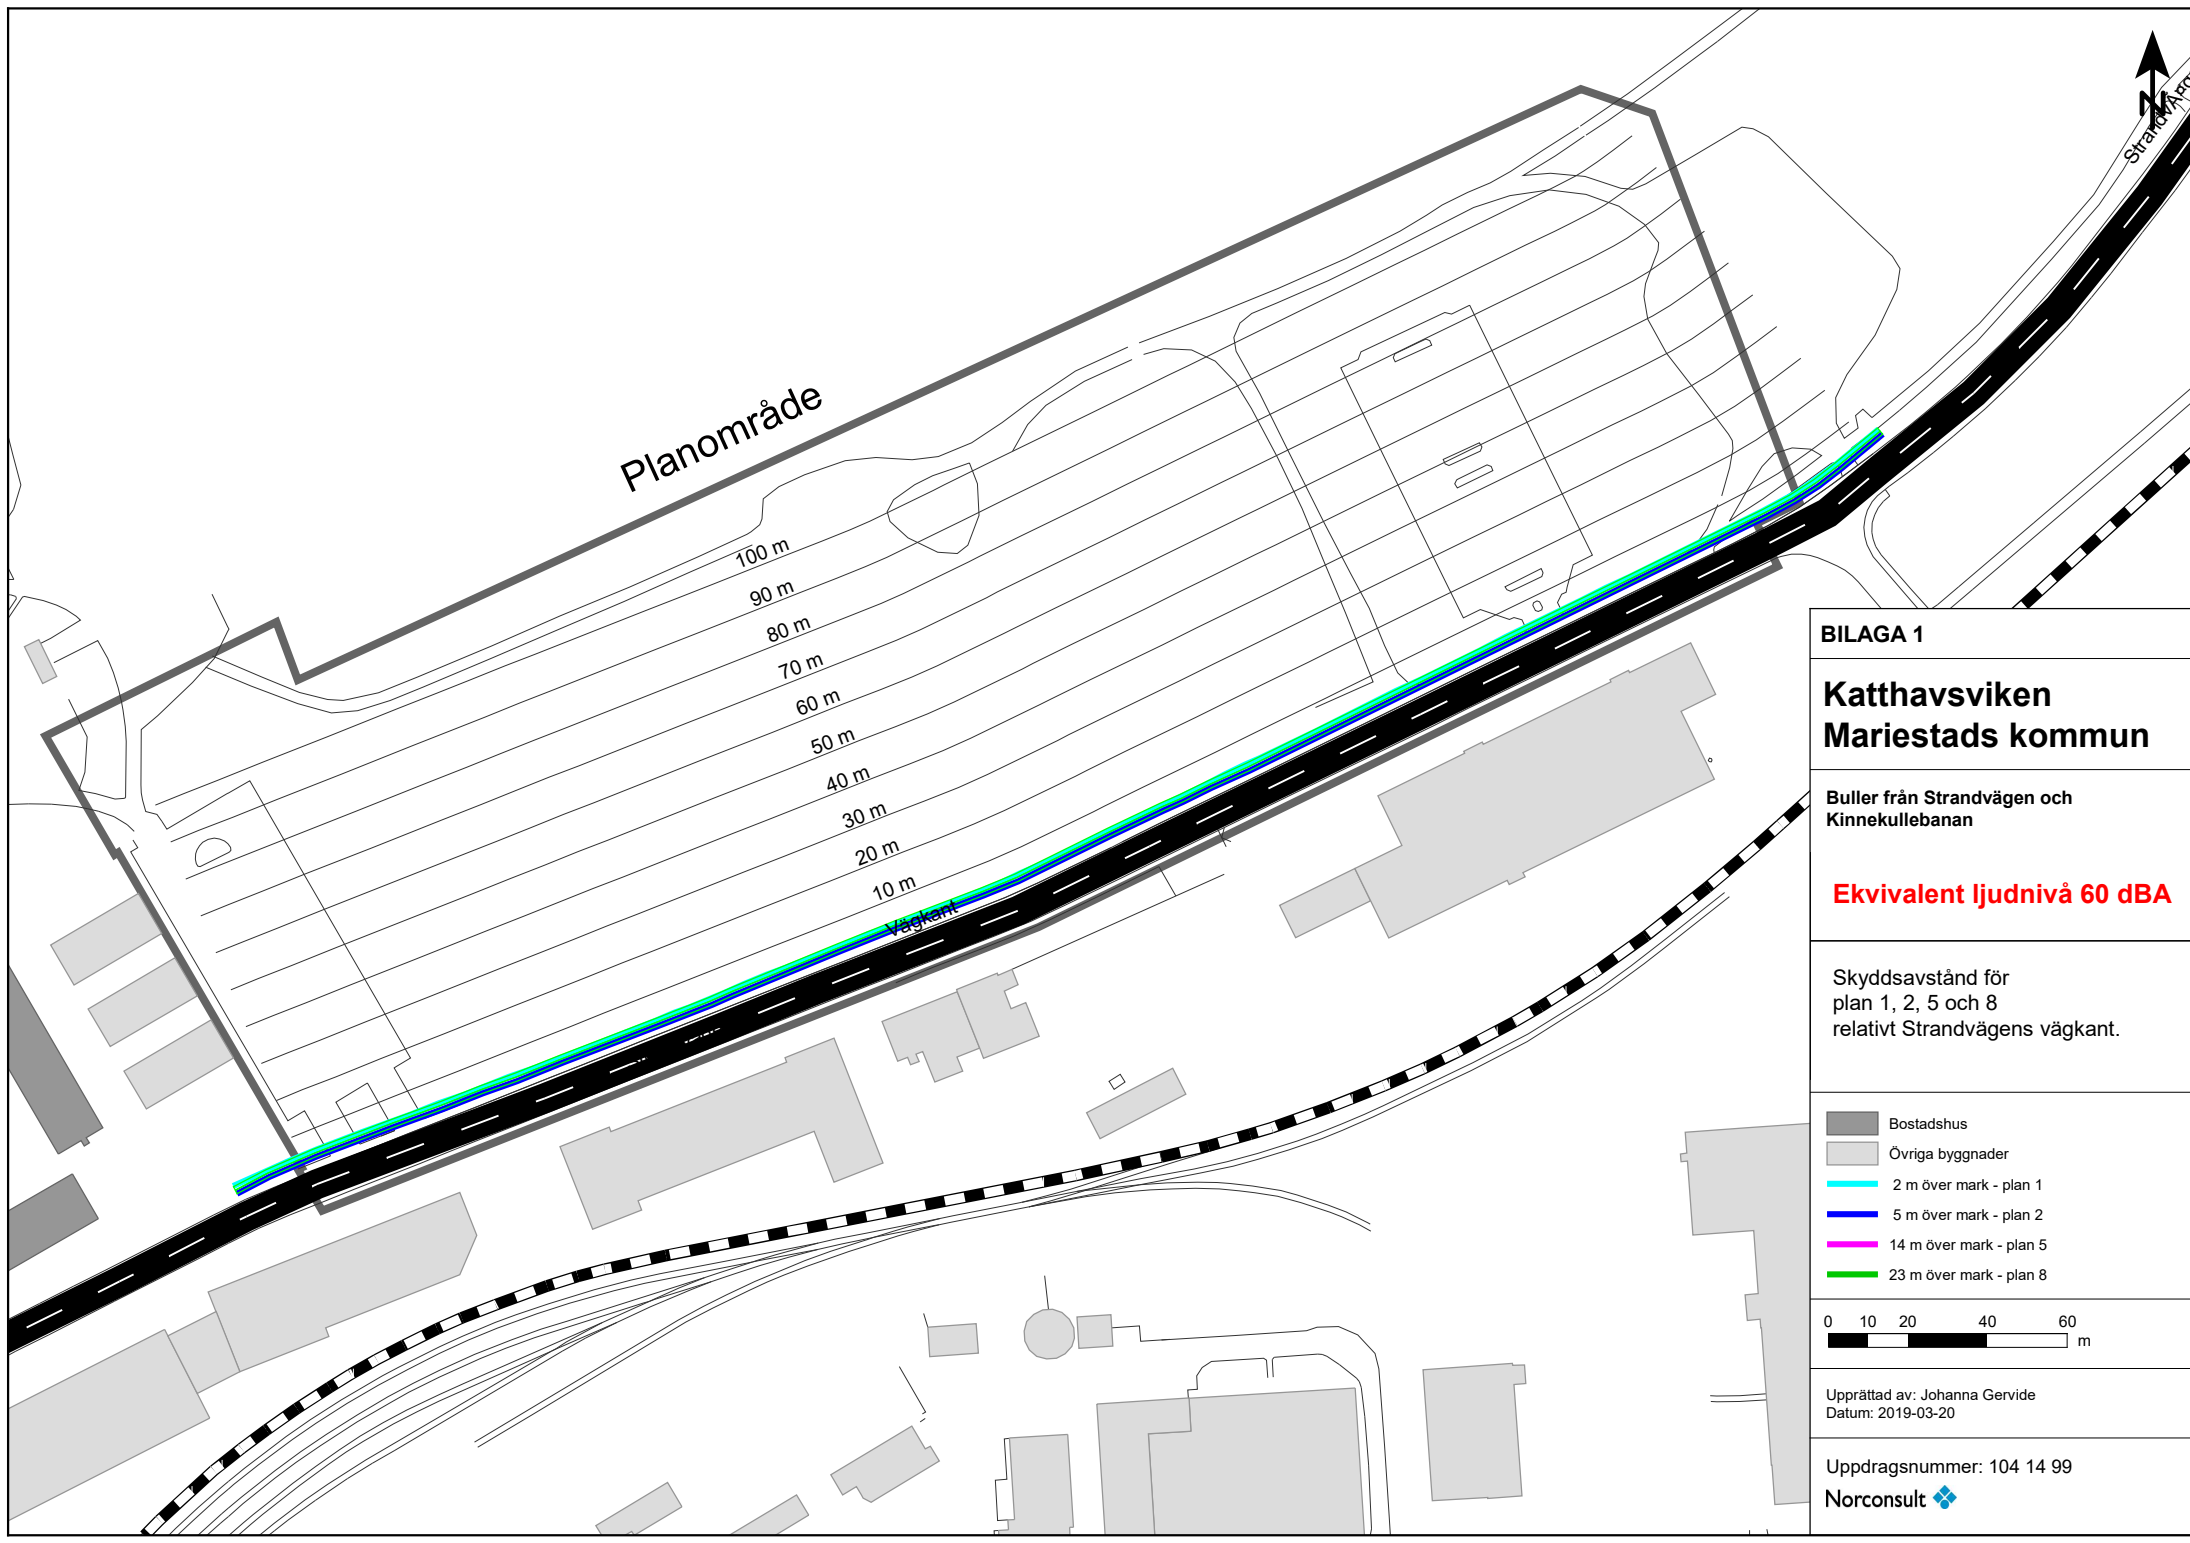 Planområde
100 m
90 m
80 m
70 m
60 m
50 m
40 m
30 m
20 m
10 m
Vägkant
N
BILAGA 1
Katthavsviken
Mariestads kommun
Buller från Strandvägen och
Kinnekullebanan
Ekvivalent ljudnivå 60 dBA
Skyddsavstånd för
plan 1, 2, 5 och 8
relativt Strandvägens vägkant.
Bostadshus
Övriga byggnader
2 m över mark - plan 1
5 m över mark - plan 2
14 m över mark - plan 5
23 m över mark - plan 8
0 10 20 40 60
m
Upprättad av: Johanna Gervide
Datum: 2019-03-20
Uppdragsnummer: 104 14 99
Norconsult